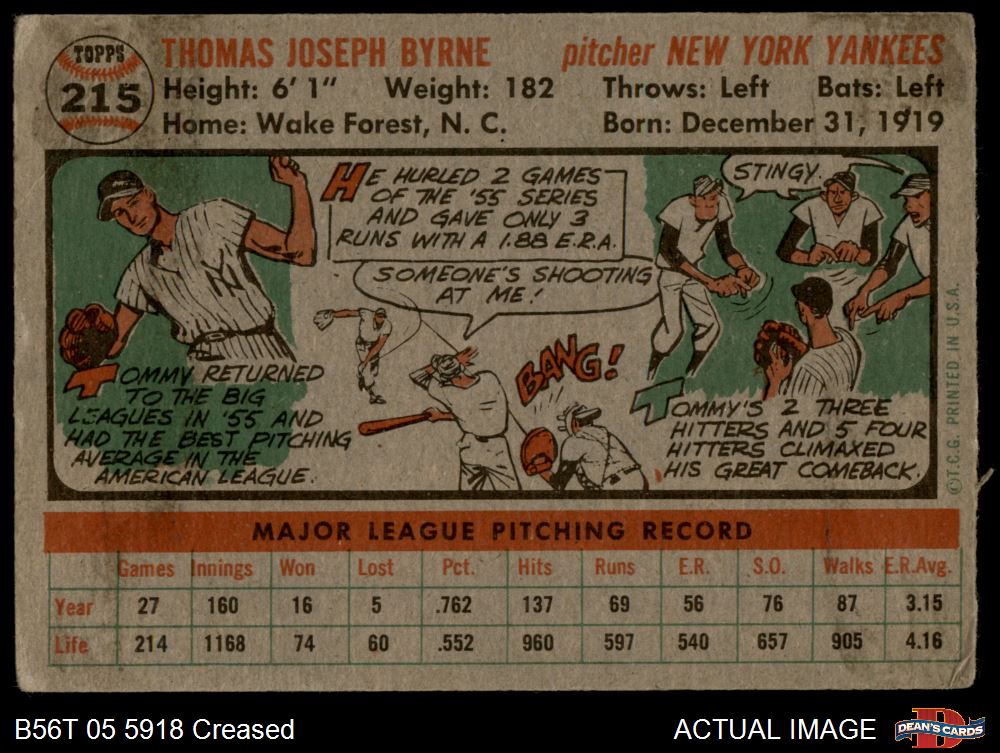 TOPPS
215
THOMAS JOSEPH BYRNE pitcher NEW YORK YANKEES
Height: 6' 1" Weight: 182 Throws: Left Bats: Left
Home: Wake Forest, N. C. Born: December 31, 1919
HE HURLED 2 GAMES
OF THE '55 SERIES
AND GAVE ONLY 3
RUNS WITH A 1.88 E.R.A.
STINGY.
SOMEONE'S SHOOTING
AT ME!
BANG!
TOMMY RETURNED
TO THE BIG
LEAGUES IN '55 AND
HAD THE BEST PITCHING
AVERAGE IN THE
AMERICAN LEAGUE.
TOMMY'S 2 THREE
HITTERS AND 5 FOUR
HITTERS CLIMAXED
HIS GREAT COMEBACK.
©T.C.G. PRINTED IN U.S.A.
MAJOR LEAGUE PITCHING RECORD
Games Innings Won Lost Pct. Hits Runs E.R. S.O. Walks E.R.Avg.
Year 27 160 16 5 .762 137 69 56 76 87 3.15
Life 214 1168 74 60 .552 960 597 540 657 905 4.16
B56T 05 5918 Creased ACTUAL IMAGE
DEAN'S CARDS